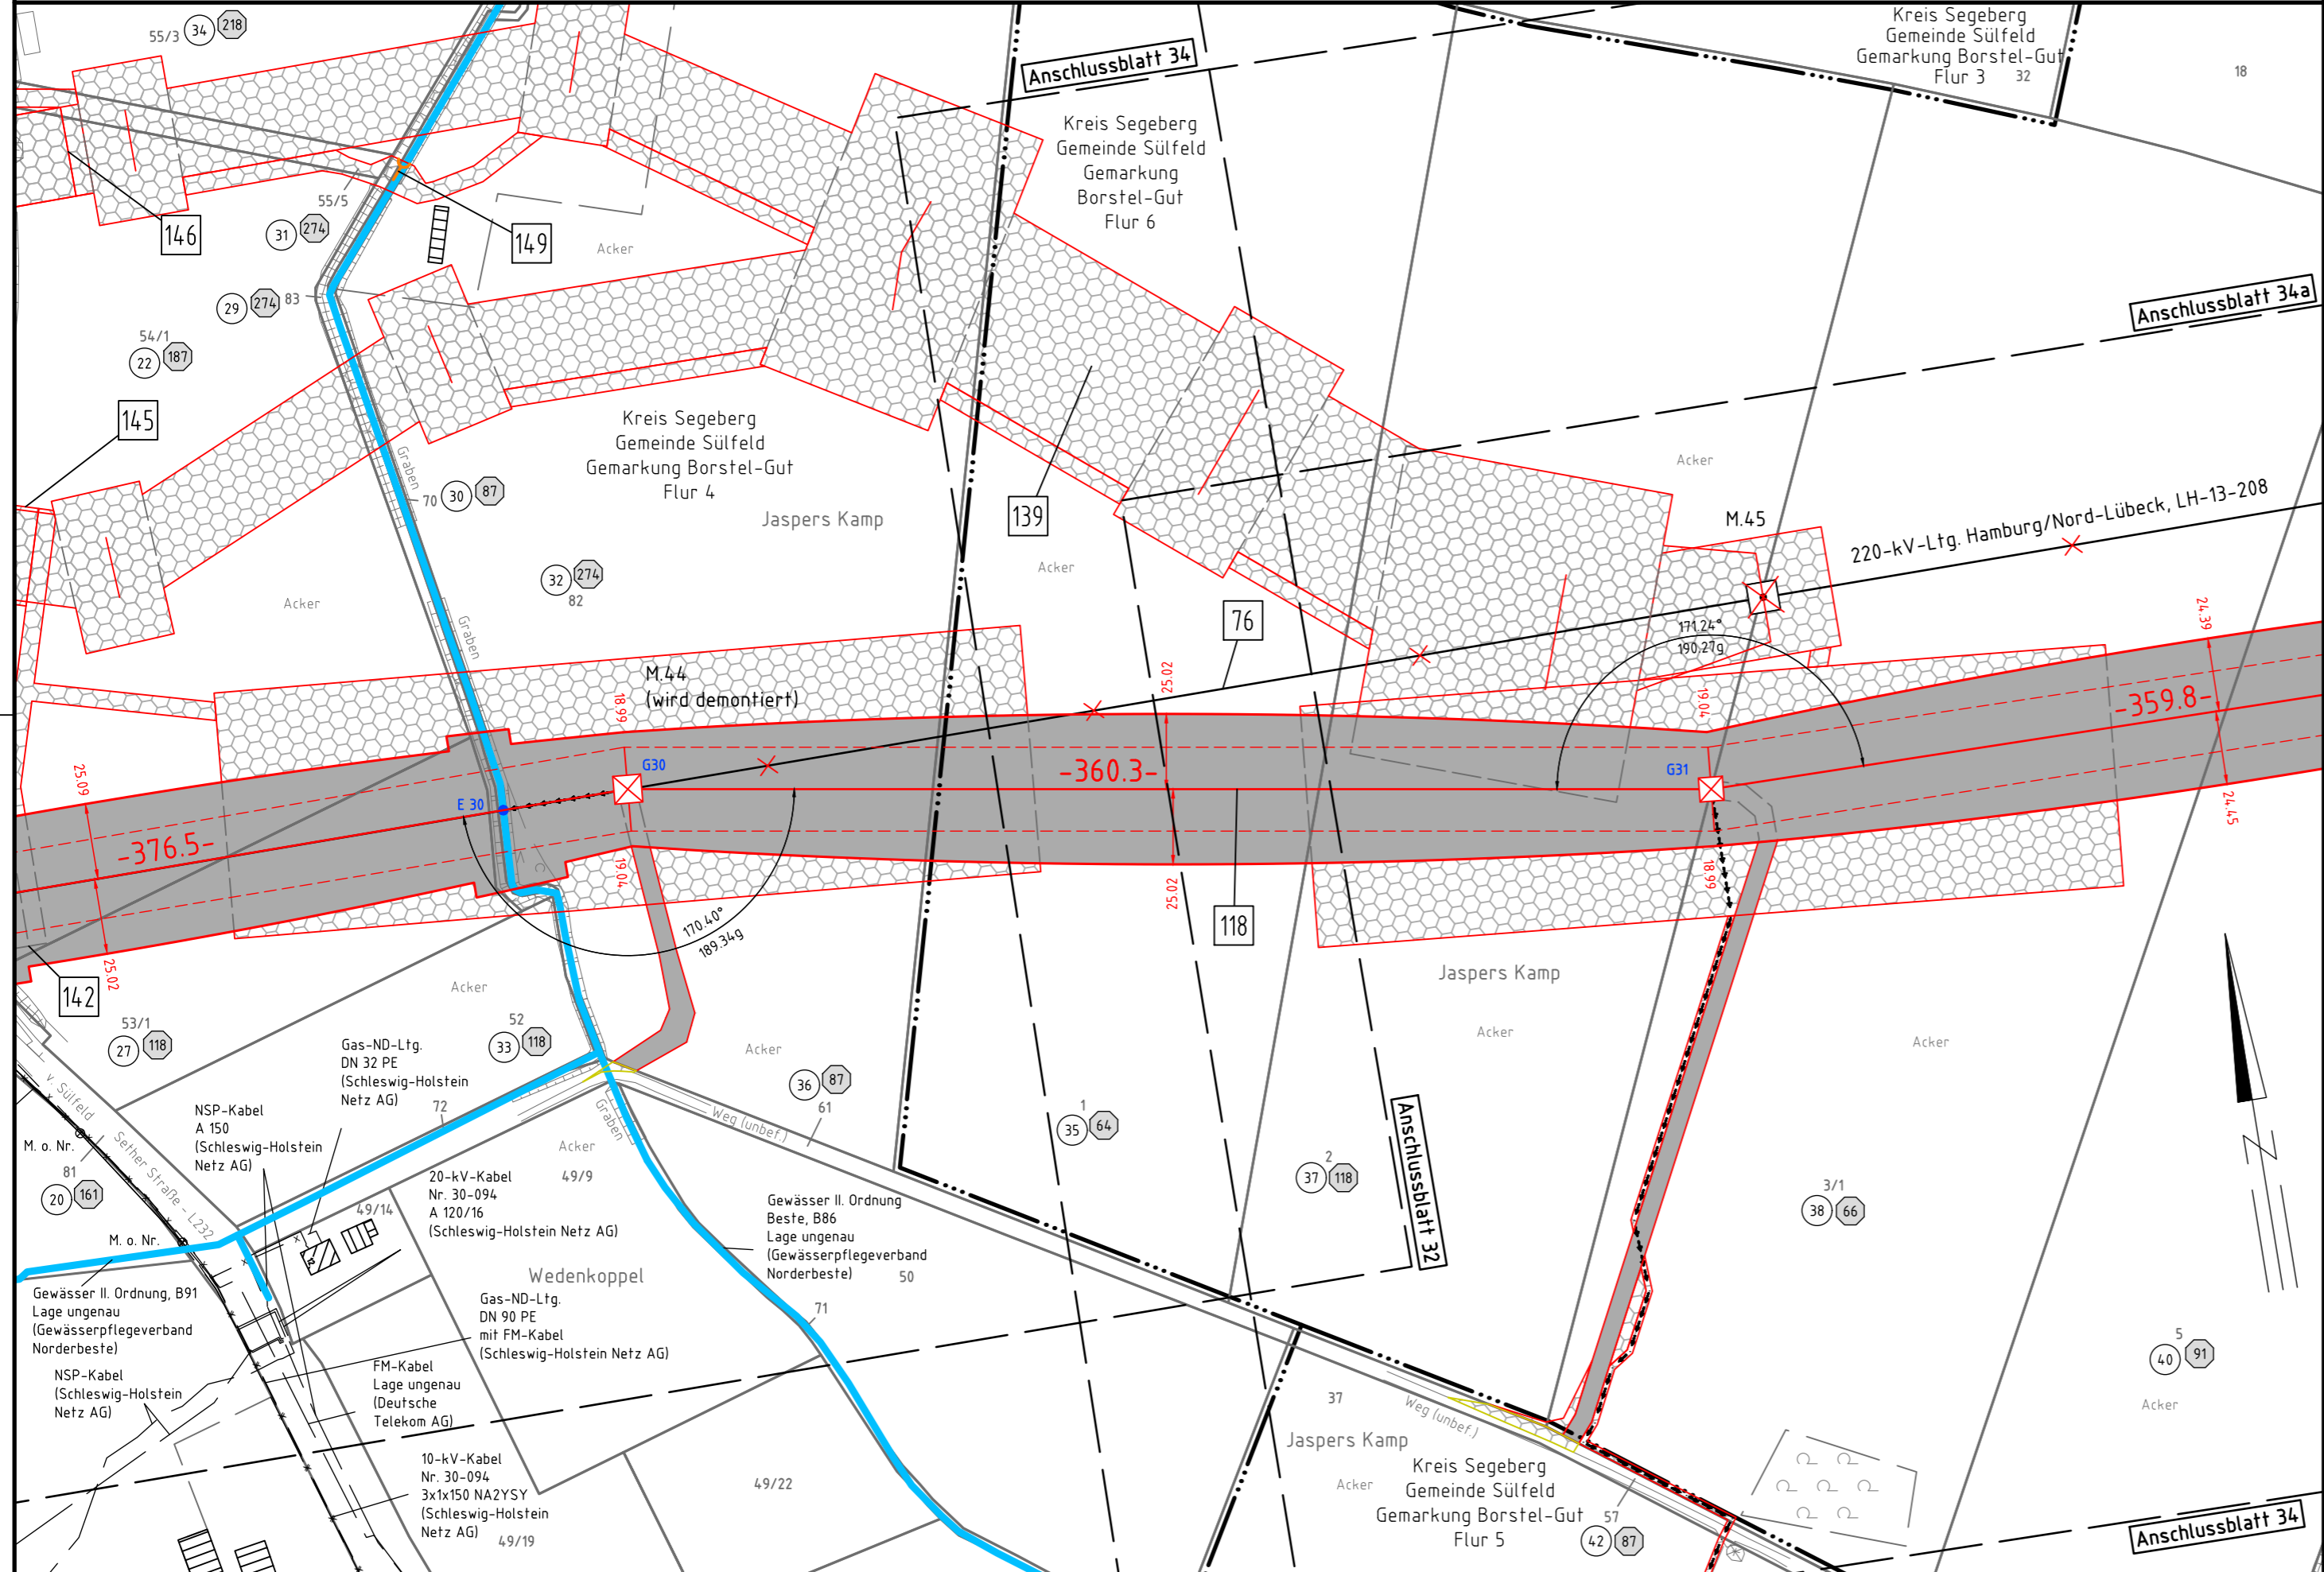 55/3
34
218
Anschlussblatt 34
Kreis Segeberg
Gemeinde Sülfeld
Gemarkung Borstel-Gut
Flur 3
32
18
Kreis Segeberg
Gemeinde Sülfeld
Gemarkung
Borstel-Gut
Flur 6
146
55/5
31
274
149
Acker
29
274
83
54/1
22
187
Anschlussblatt 34a
145
Kreis Segeberg
Gemeinde Sülfeld
Gemarkung Borstel-Gut
Flur 4
Graben
70
30
87
Jaspers Kamp
139
Acker
M.45
220-kV-Ltg. Hamburg/Nord-Lübeck, LH-13-208
32
274
82
Acker
Acker
Graben
76
171.24°
190.27g
24.39
M.44
(wird demontiert)
18.99
25.02
19.04
-359.8-
G30
-360.3-
G31
25.09
E 30
-376.5-
24.45
19.04
18.99
25.02
170.40°
189.34g
118
25.02
142
Acker
Jaspers Kamp
Acker
Acker
53/1
27
118
52
33
118
Gas-ND-Ltg.
DN 32 PE
(Schleswig-Holstein
Netz AG)
72
Acker
36
87
61
Weg (unbef.)
Graben
v. Sülfeld
Sether Straße - L232
NSP-Kabel
A 150
(Schleswig-Holstein
Netz AG)
M. o. Nr.
81
20
161
M. o. Nr.
1
35
64
Anschlussblatt 32
2
37
118
3/1
38
66
N
Acker
49/9
20-kV-Kabel
Nr. 30-094
A 120/16
(Schleswig-Holstein Netz AG)
49/14
Gewässer II. Ordnung
Beste, B86
Lage ungenau
(Gewässerpflegeverband
Norderbeste)
50
Wedenkoppel
Gas-ND-Ltg.
DN 90 PE
mit FM-Kabel
(Schleswig-Holstein Netz AG)
71
Gewässer II. Ordnung, B91
Lage ungenau
(Gewässerpflegeverband
Norderbeste)
NSP-Kabel
(Schleswig-Holstein
Netz AG)
FM-Kabel
Lage ungenau
(Deutsche
Telekom AG)
10-kV-Kabel
Nr. 30-094
3x1x150 NA2YSY
(Schleswig-Holstein
Netz AG)
49/19
49/22
37
Weg (unbef.)
Jaspers Kamp
Acker
Kreis Segeberg
Gemeinde Sülfeld
Gemarkung Borstel-Gut
Flur 5
57
42
87
5
40
91
Acker
Anschlussblatt 34